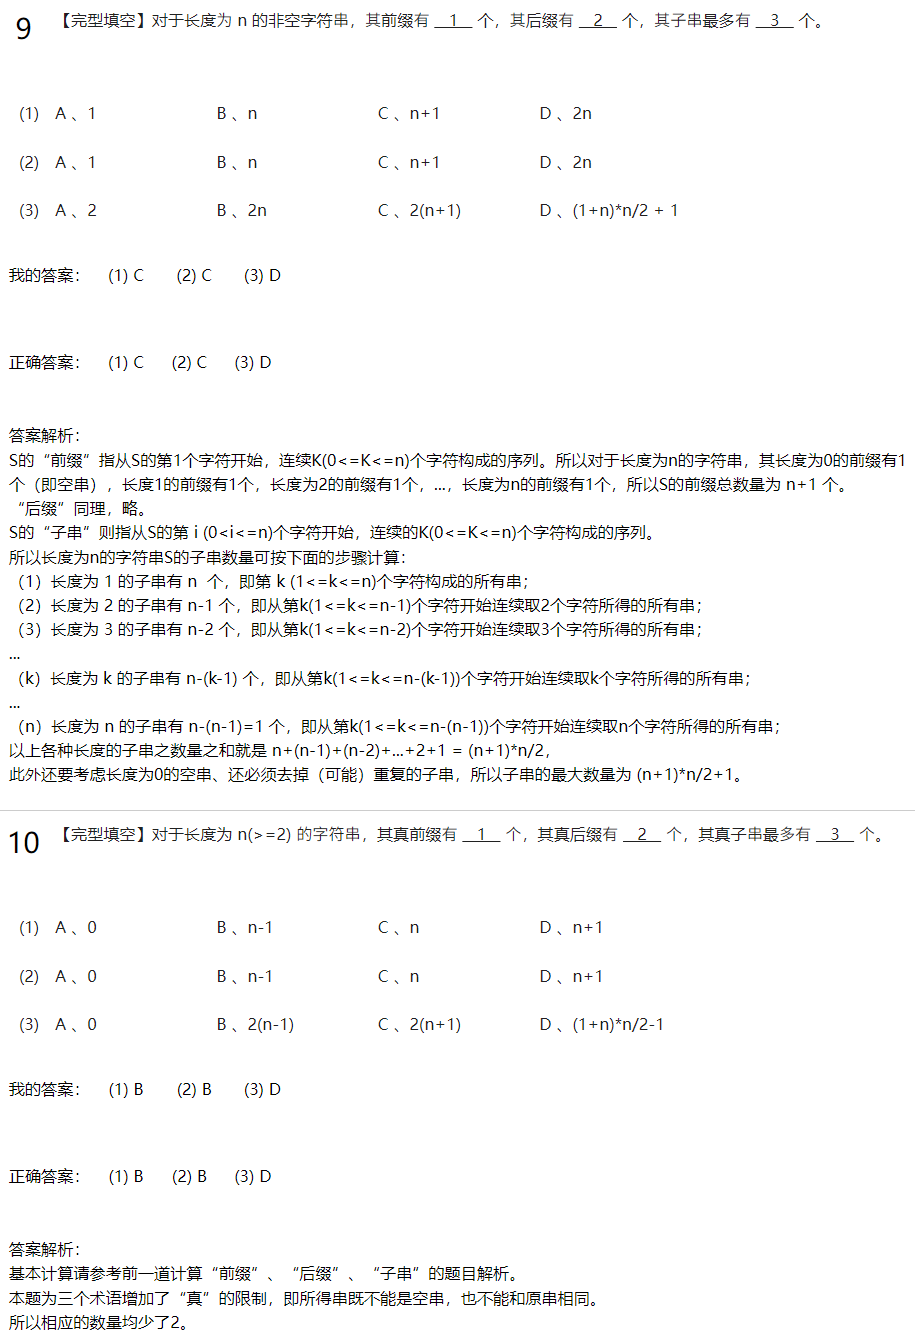 9 【完型填空】对于长度为 n 的非空字符串，其前缀有 __1__ 个，其后缀有 __2__ 个，其子串最多有 __3__ 个。
(1) A 、1 B 、n C 、n+1 D 、2n
(2) A 、1 B 、n C 、n+1 D 、2n
(3) A 、2 B 、2n C 、2(n+1) D 、(1+n)*n/2 + 1
我的答案： (1) C (2) C (3) D
正确答案： (1) C (2) C (3) D
答案解析：
S的“前缀”指从S的第1个字符开始，连续K(0<=K<=n)个字符构成的序列。所以对于长度为n的字符串，其长度为0的前缀有1
个（即空串），长度1的前缀有1个，长度为2的前缀有1个，...，长度为n的前缀有1个，所以S的前缀总数量为 n+1 个。
“后缀”同理，略。
S的“子串”则指从S的第 i (0<i<=n)个字符开始，连续的K(0<=K<=n)个字符构成的序列。
所以长度为n的字符串S的子串数量可按下面的步骤计算：
（1）长度为 1 的子串有 n 个，即第 k (1<=k<=n)个字符构成的所有串；
（2）长度为 2 的子串有 n-1 个，即从第k(1<=k<=n-1)个字符开始连续取2个字符所得的所有串；
（3）长度为 3 的子串有 n-2 个，即从第k(1<=k<=n-2)个字符开始连续取3个字符所得的所有串；
...
（k）长度为 k 的子串有 n-(k-1) 个，即从第k(1<=k<=n-(k-1))个字符开始连续取k个字符所得的所有串；
...
（n）长度为 n 的子串有 n-(n-1)=1 个，即从第k(1<=k<=n-(n-1))个字符开始连续取n个字符所得的所有串；
以上各种长度的子串之数量之和就是 n+(n-1)+(n-2)+...+2+1 = (n+1)*n/2，
此外还要考虑长度为0的空串、还必须去掉（可能）重复的子串，所以子串的最大数量为 (n+1)*n/2+1。
10 【完型填空】对于长度为 n(>=2) 的字符串，其真前缀有 __1__ 个，其真后缀有 __2__ 个，其真子串最多有 __3__ 个。
(1) A 、0 B 、n-1 C 、n D 、n+1
(2) A 、0 B 、n-1 C 、n D 、n+1
(3) A 、0 B 、2(n-1) C 、2(n+1) D 、(1+n)*n/2-1
我的答案： (1) B (2) B (3) D
正确答案： (1) B (2) B (3) D
答案解析：
基本计算请参考前一道计算“前缀”、“后缀”、“子串”的题目解析。
本题为三个术语增加了“真”的限制，即所得串既不能是空串，也不能和原串相同。
所以相应的数量均少了2。